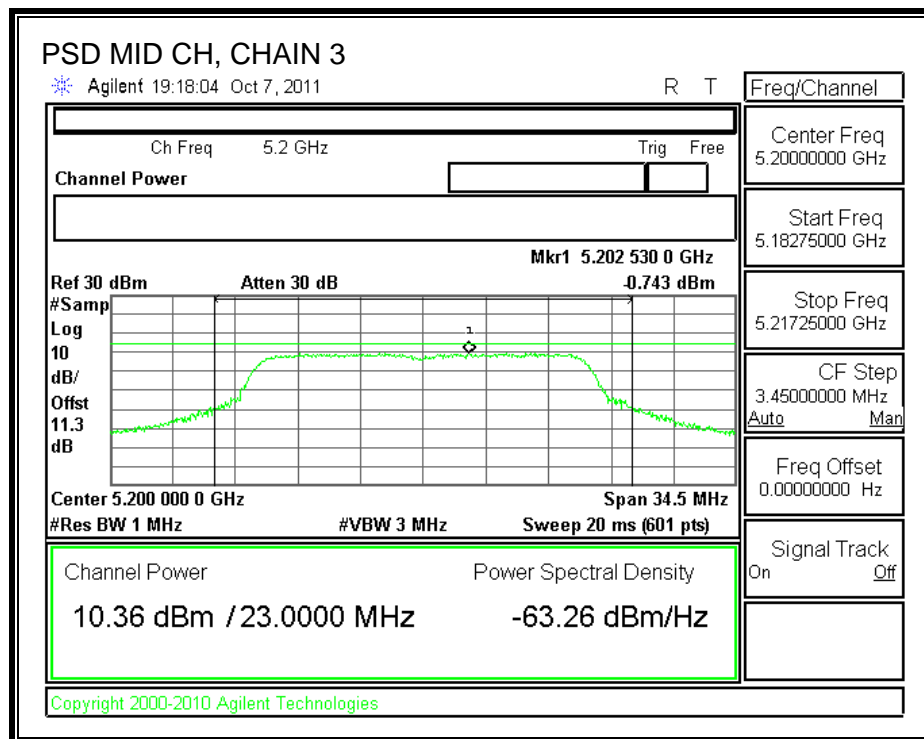 PSD MID CH, CHAIN 3
Agilent 19:18:04 Oct 7, 2011 R T
Freq/Channel
Ch Freq 5.2 GHz Trig Free
Channel Power
Center Freq
5.20000000 GHz
Start Freq
5.18275000 GHz
Mkr1 5.202 530 0 GHz
Ref 30 dBm Atten 30 dB -0.743 dBm
#Samp
Log
10
dB/
Offst
11.3
dB
1
Stop Freq
5.21725000 GHz
CF Step
3.45000000 MHz
Auto Man
Freq Offset
0.00000000 Hz
Center 5.200 000 0 GHz Span 34.5 MHz
#Res BW 1 MHz #VBW 3 MHz Sweep 20 ms (601 pts)
Signal Track
On Off
Channel Power Power Spectral Density
10.36 dBm / 23.0000 MHz -63.26 dBm/Hz
Copyright 2000-2010 Agilent Technologies